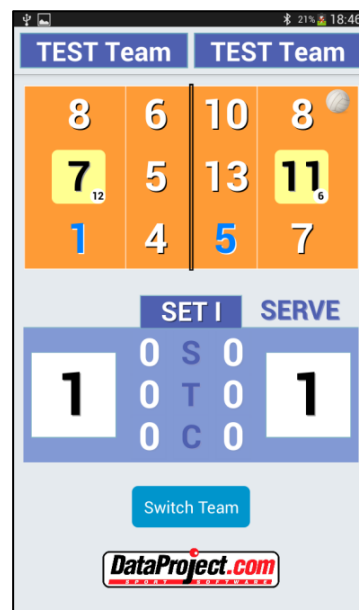 21% 18:46
TEST Team TEST Team
8 6 10 8
7 12 5 13 11 6
1 4 5 7
SET I SERVE
0 S 0
1 0 T 0 1
0 C 0
Switch Team
DataProject.com
SPORT SOFTWARE